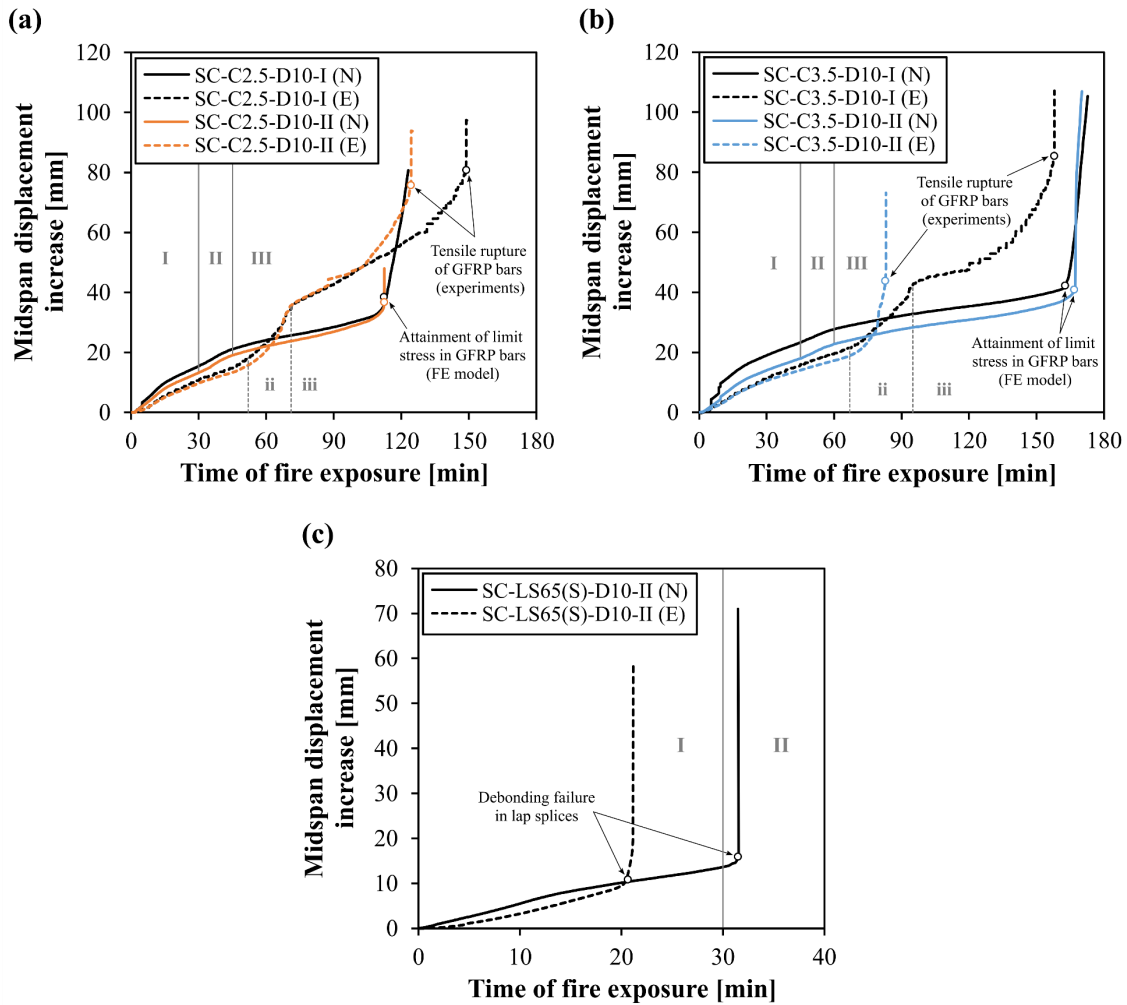 (a)
120
100
80
60
40
20
0
Midspan displacement
increase [mm]
SC-C2.5-D10-I (N)
SC-C2.5-D10-I (E)
SC-C2.5-D10-II (N)
SC-C2.5-D10-II (E)
I
II
III
Tensile rupture
of GFRP bars
(experiments)
Attainment of limit
stress in GFRP bars
(FE model)
ii
iii
0 30 60 90 120 150 180
Time of fire exposure [min]
(b)
120
100
80
60
40
20
0
Midspan displacement
increase [mm]
SC-C3.5-D10-I (N)
SC-C3.5-D10-I (E)
SC-C3.5-D10-II (N)
SC-C3.5-D10-II (E)
Tensile rupture
of GFRP bars
(experiments)
I
II
III
Attainment of limit
stress in GFRP bars
(FE model)
ii
iii
0 30 60 90 120 150 180
Time of fire exposure [min]
(c)
80
70
60
50
40
30
20
10
0
Midspan displacement
increase [mm]
SC-LS65(S)-D10-II (N)
SC-LS65(S)-D10-II (E)
I
II
Debonding failure
in lap splices
0 10 20 30 40
Time of fire exposure [min]